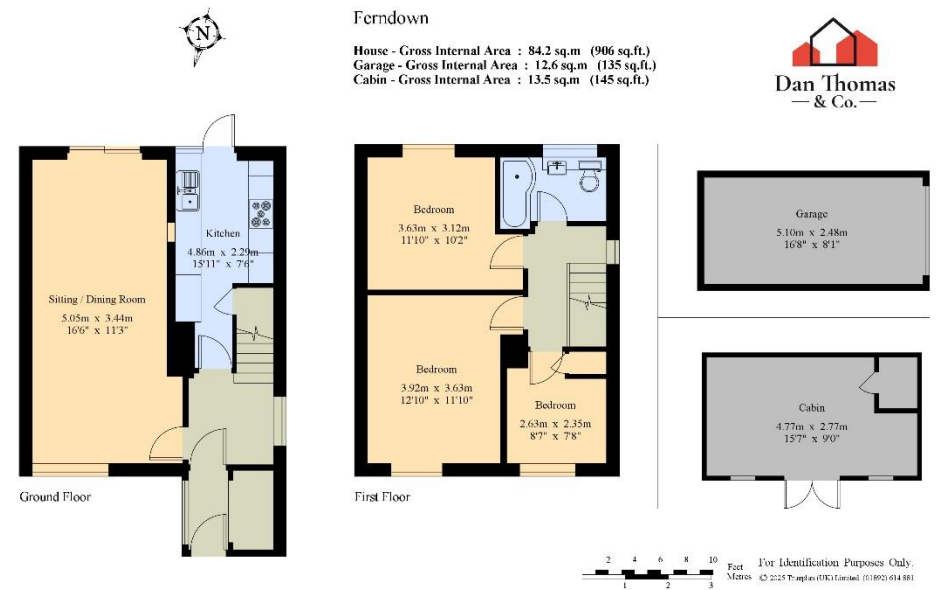 N
Ferndown
House - Gross Internal Area : 84.2 sq.m (906 sq.ft.)
Garage - Gross Internal Area : 12.6 sq.m (135 sq.ft.)
Cabin - Gross Internal Area : 13.5 sq.m (145 sq.ft.)
Dan Thomas
& Co.
Sitting / Dining Room
5.05m x 3.44m
16'6" x 11'3"
Kitchen
4.86m x 2.29m
15'11" x 7'6"
Ground Floor
Bedroom
3.63m x 3.12m
11'10" x 10'2"
Bedroom
3.92m x 3.63m
12'10" x 11'10"
Bedroom
2.63m x 2.35m
8'7" x 7'8"
First Floor
Garage
5.10m x 2.48m
16'8" x 8'1"
Cabin
4.77m x 2.77m
15'7" x 9'0"
2 4 6 8 10
Feet
Metres
1 2 3
For Identification Purposes Only.
© 2025 (UK) Limited (01892) 614 881